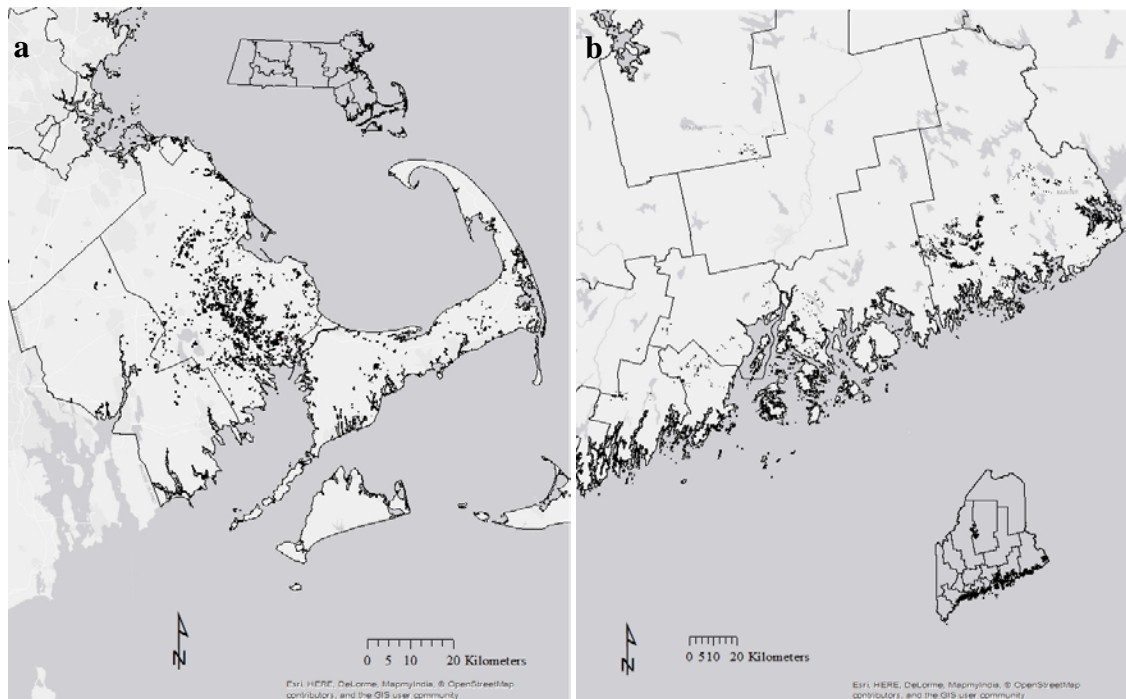 a
N
0 5 10 20 Kilometers
Esri, HERE, DeLorme, MapmyIndia, © OpenStreetMap
contributors, and the GIS user community
b
N
0 510 20 Kilometers
Esri, HERE, DeLorme, MapmyIndia, © OpenStreetMap
contributors, and the GIS user community